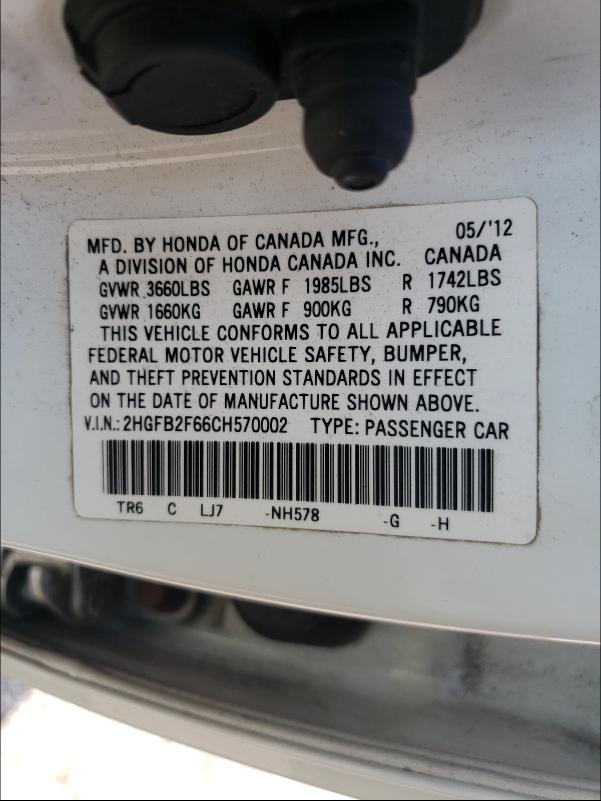 MFD. BY HONDA OF CANADA MFG., 05/'12
A DIVISION OF HONDA CANADA INC. CANADA
GVWR 3660LBS GAWR F 1985LBS R 1742LBS
GVWR 1660KG GAWR F 900KG R 790KG
THIS VEHICLE CONFORMS TO ALL APPLICABLE
FEDERAL MOTOR VEHICLE SAFETY, BUMPER,
AND THEFT PREVENTION STANDARDS IN EFFECT
ON THE DATE OF MANUFACTURE SHOWN ABOVE.
V.I.N.: 2HGFB2F66CH570002 TYPE: PASSENGER CAR
TR6 C LJ7 -NH578 -G -H